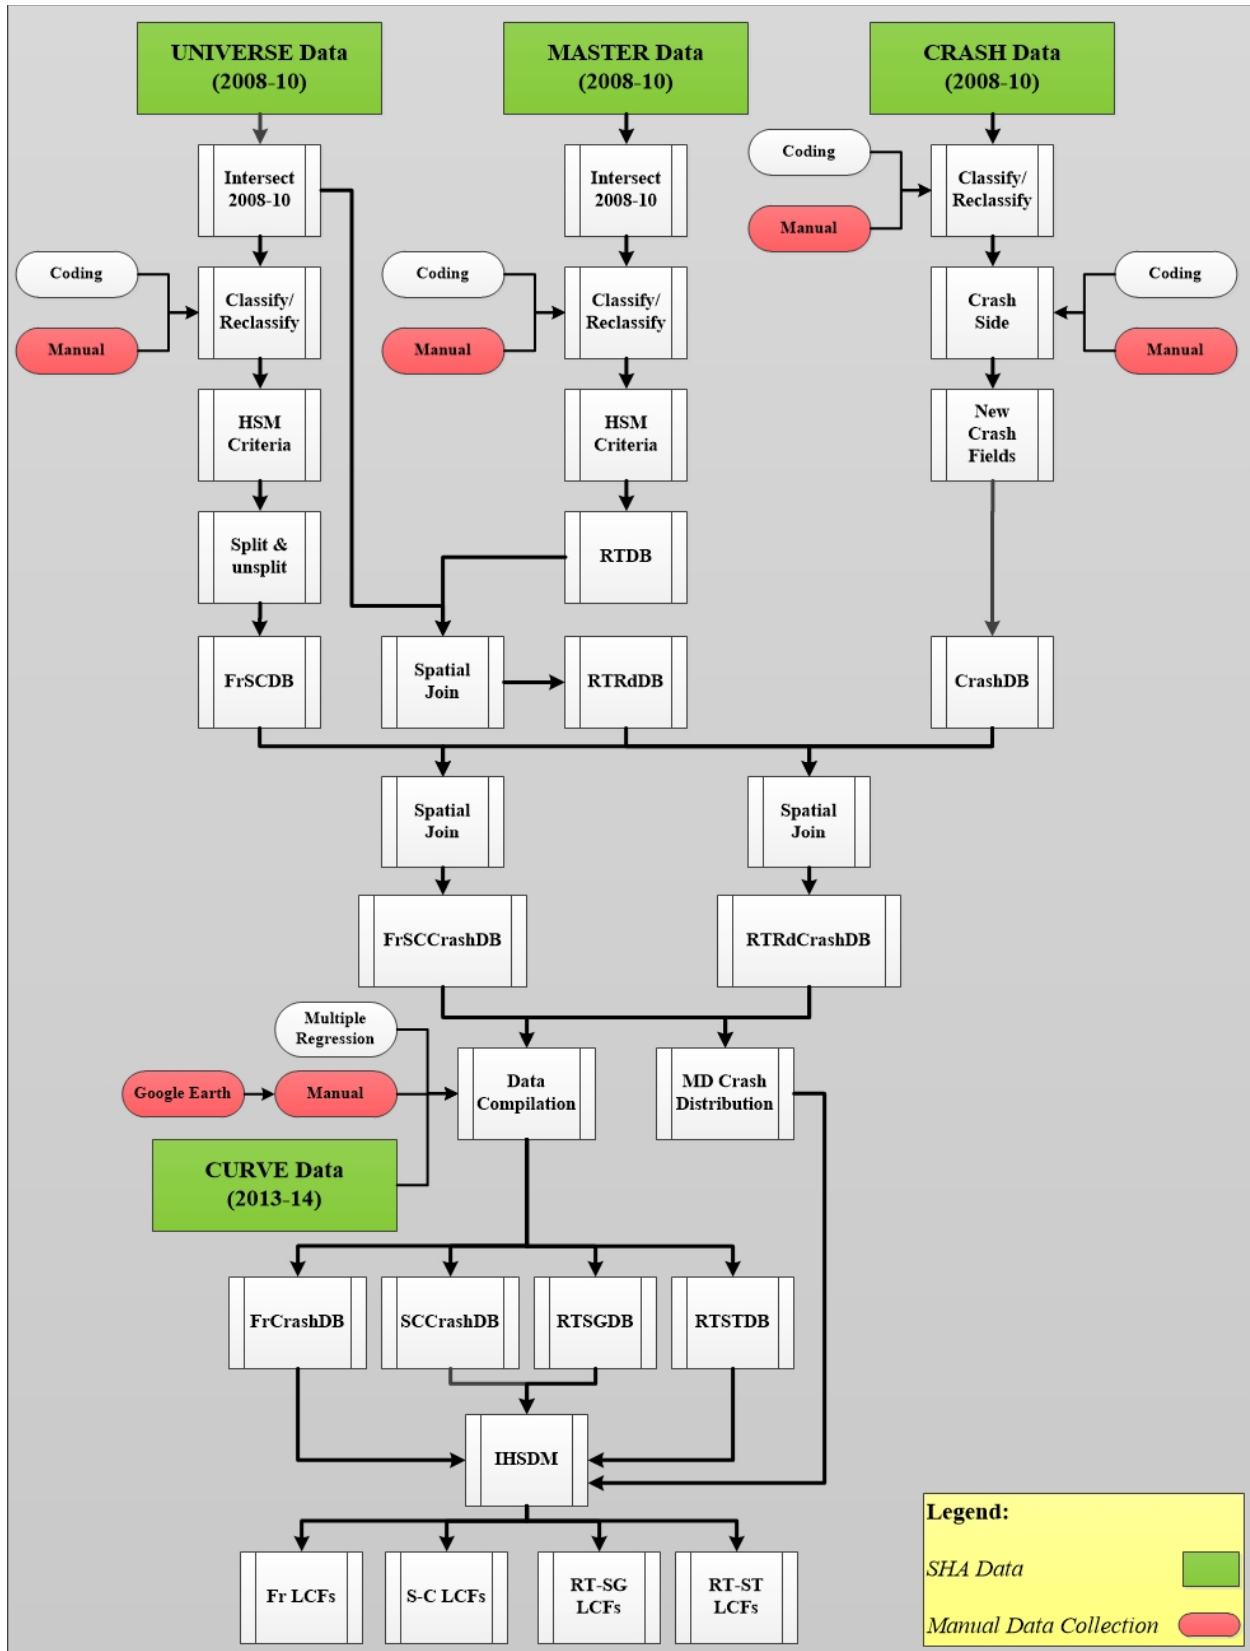 UNIVERSE Data
(2008-10)
MASTER Data
(2008-10)
CRASH Data
(2008-10)
Intersect
2008-10
Intersect
2008-10
Coding
Manual
Classify/
Reclassify
Coding
Manual
Classify/
Reclassify
Coding
Manual
Classify/
Reclassify
Crash
Side
Coding
Manual
HSM
Criteria
HSM
Criteria
New
Crash
Fields
Split &
unsplit
RTDB
FrSCDB
Spatial
Join
RTRdDB
CrashDB
Spatial
Join
Spatial
Join
FrSCCrashDB
RTRdCrashDB
Multiple
Regression
Google Earth
Manual
Data
Compilation
MD Crash
Distribution
CURVE Data
(2013-14)
FrCrashDB
SCCrashDB
RTSGDB
RTSTDB
IHSDM
Fr LCFs
S-C LCFs
RT-SG
LCFs
RT-ST
LCFs
Legend:
SHA Data
Manual Data Collection